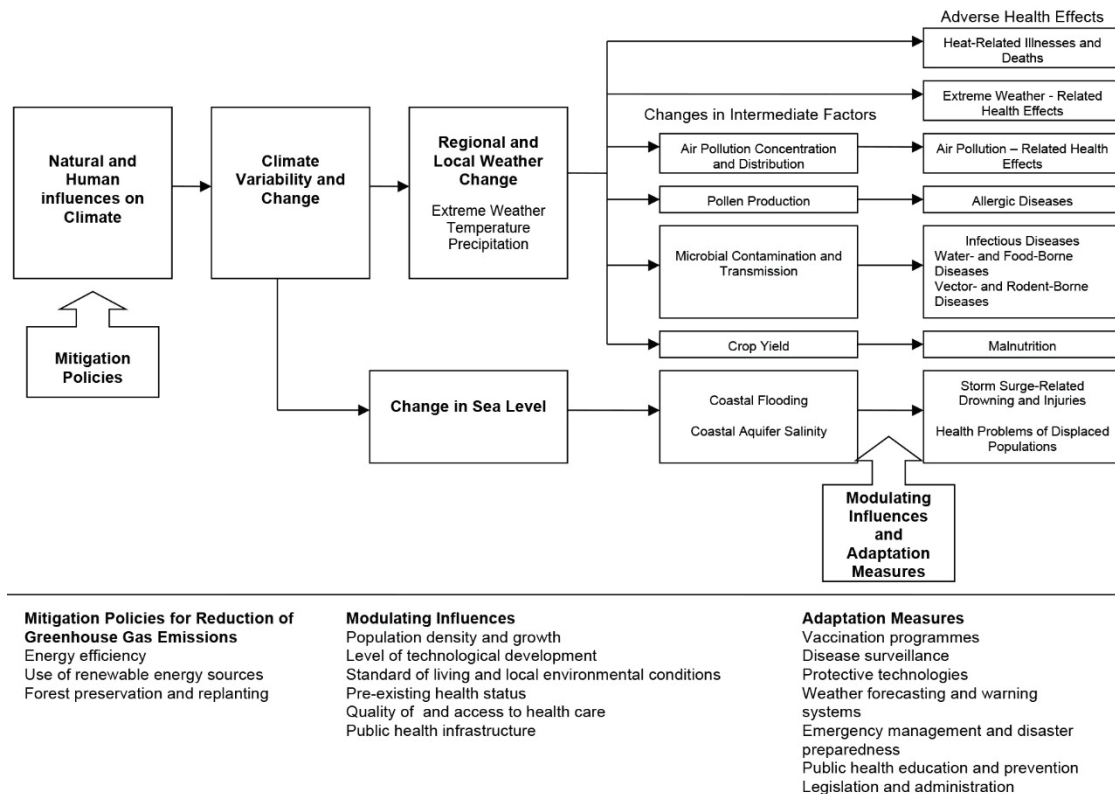 Adverse Health Effects
Heat-Related Illnesses and
Deaths
Extreme Weather - Related
Health Effects
Changes in Intermediate Factors
Natural and
Human
influences on
Climate
Climate
Variability and
Change
Regional and
Local Weather
Change
Extreme Weather
Temperature
Precipitation
Air Pollution Concentration
and Distribution
Air Pollution – Related Health
Effects
Pollen Production
Allergic Diseases
Microbial Contamination and
Transmission
Infectious Diseases
Water- and Food-Borne
Diseases
Vector- and Rodent-Borne
Diseases
Mitigation
Policies
Crop Yield
Malnutrition
Change in Sea Level
Coastal Flooding
Coastal Aquifer Salinity
Storm Surge-Related
Drowning and Injuries
Health Problems of Displaced
Populations
Modulating
Influences
and
Adaptation
Measures
Mitigation Policies for Reduction of
Greenhouse Gas Emissions
Energy efficiency
Use of renewable energy sources
Forest preservation and replanting
Modulating Influences
Population density and growth
Level of technological development
Standard of living and local environmental conditions
Pre-existing health status
Quality of and access to health care
Public health infrastructure
Adaptation Measures
Vaccination programmes
Disease surveillance
Protective technologies
Weather forecasting and warning
systems
Emergency management and disaster
preparedness
Public health education and prevention
Legislation and administration